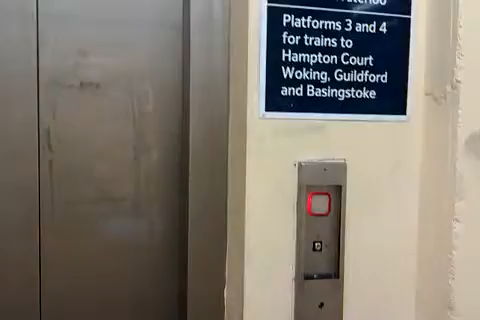 Platforms 3 and 4
for trains to
Hampton Court
Woking, Guildford
and Basingstoke